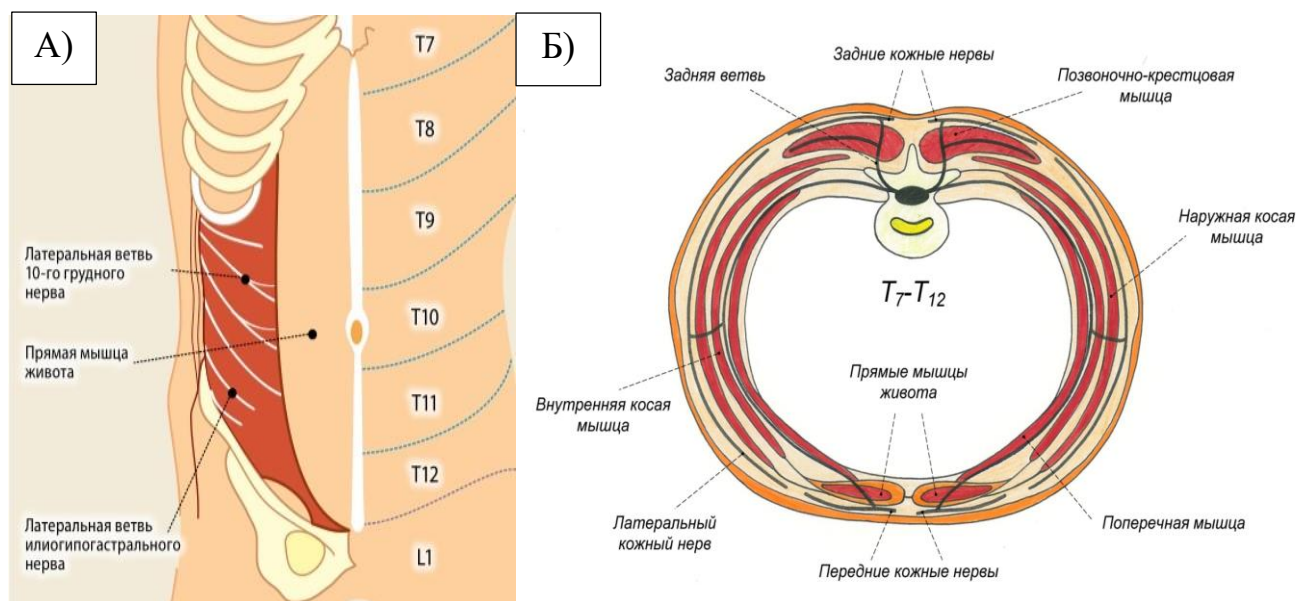 А)
T7
T8
T9
Латеральная ветвь
10-го грудного
нерва
T10
Прямая мышца
живота
T11
T12
Латеральная ветвь
илиогипогастрального
нерва
L1
Б)
Задние кожные нервы
Задняя ветвь
Позвоночно-крестцовая
мышца
Наружная косая
мышца
T7-T12
Прямые мышцы
живота
Внутренняя косая
мышца
Латеральный
кожный нерв
Поперечная мышца
Передние кожные нервы